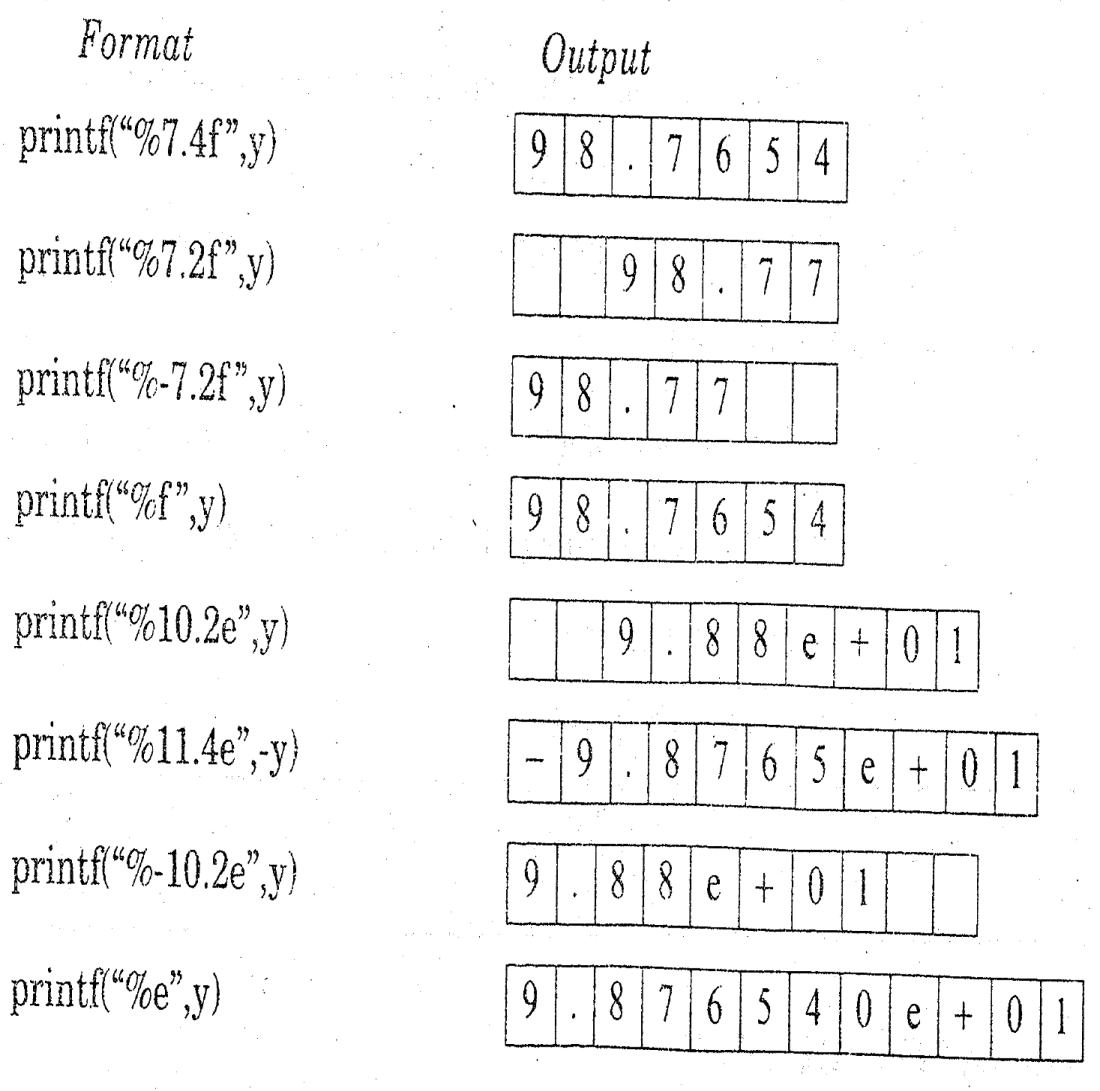 Format Output
printf(“%7.4f”,y) 9 8 . 7 6 5 4
printf(“%7.2f”,y) 9 8 . 7 7
printf(“%-7.2f”,y) 9 8 . 7 7
printf(“%f”,y) 9 8 . 7 6 5 4
printf(“%10.2e”,y) 9 . 8 8 e + 0 1
printf(“%11.4e”,-y) – 9 . 8 7 6 5 e + 0 1
printf(“%-10.2e”,y) 9 . 8 8 e + 0 1
printf(“%e”,y) 9 . 8 7 6 5 4 0 e + 0 1